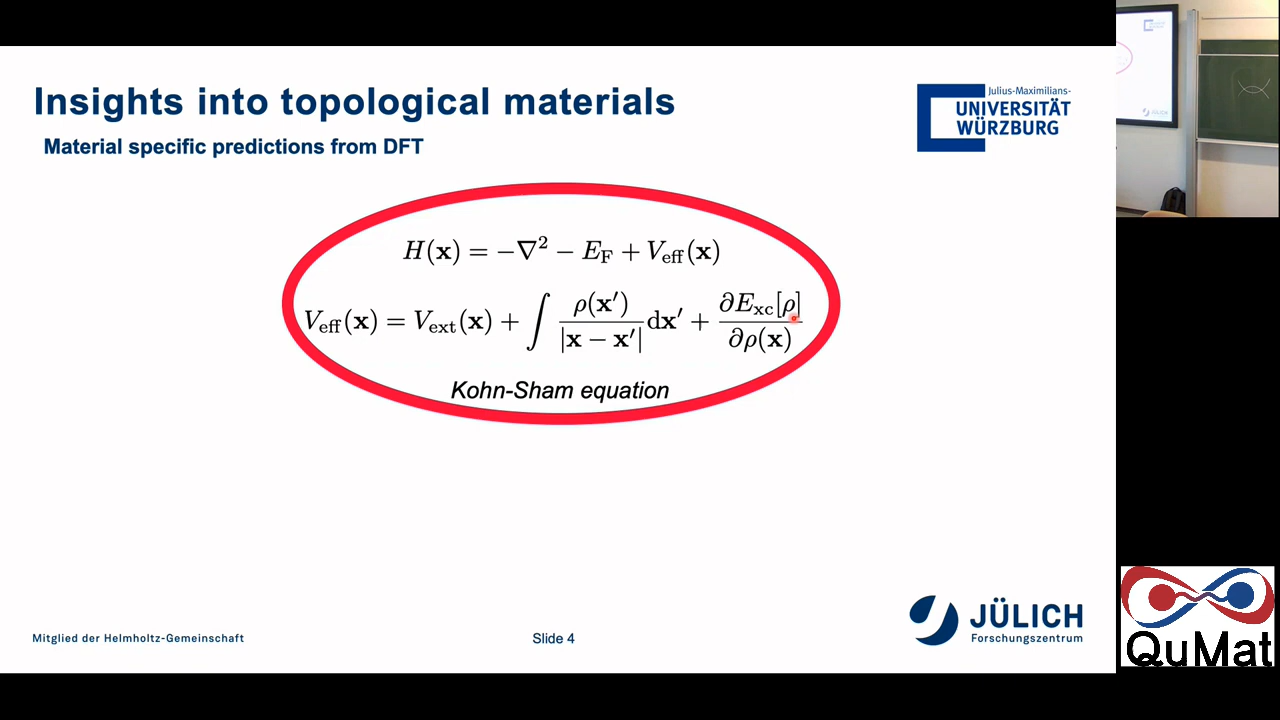 Insights into topological materials
Material specific predictions from DFT
Julius-Maximilians-
UNIVERSITÄT
WÜRZBURG
H(x) = −∇² − E_F + V_eff(x)
V_eff(x) = V_ext(x) + ∫ ρ(x′) / |x − x′| dx′ + ∂E_xc[ρ] / ∂ρ(x)
Kohn-Sham equation
Mitglied der Helmholtz-Gemeinschaft
Slide 4
JÜLICH
Forschungszentrum
QuMat